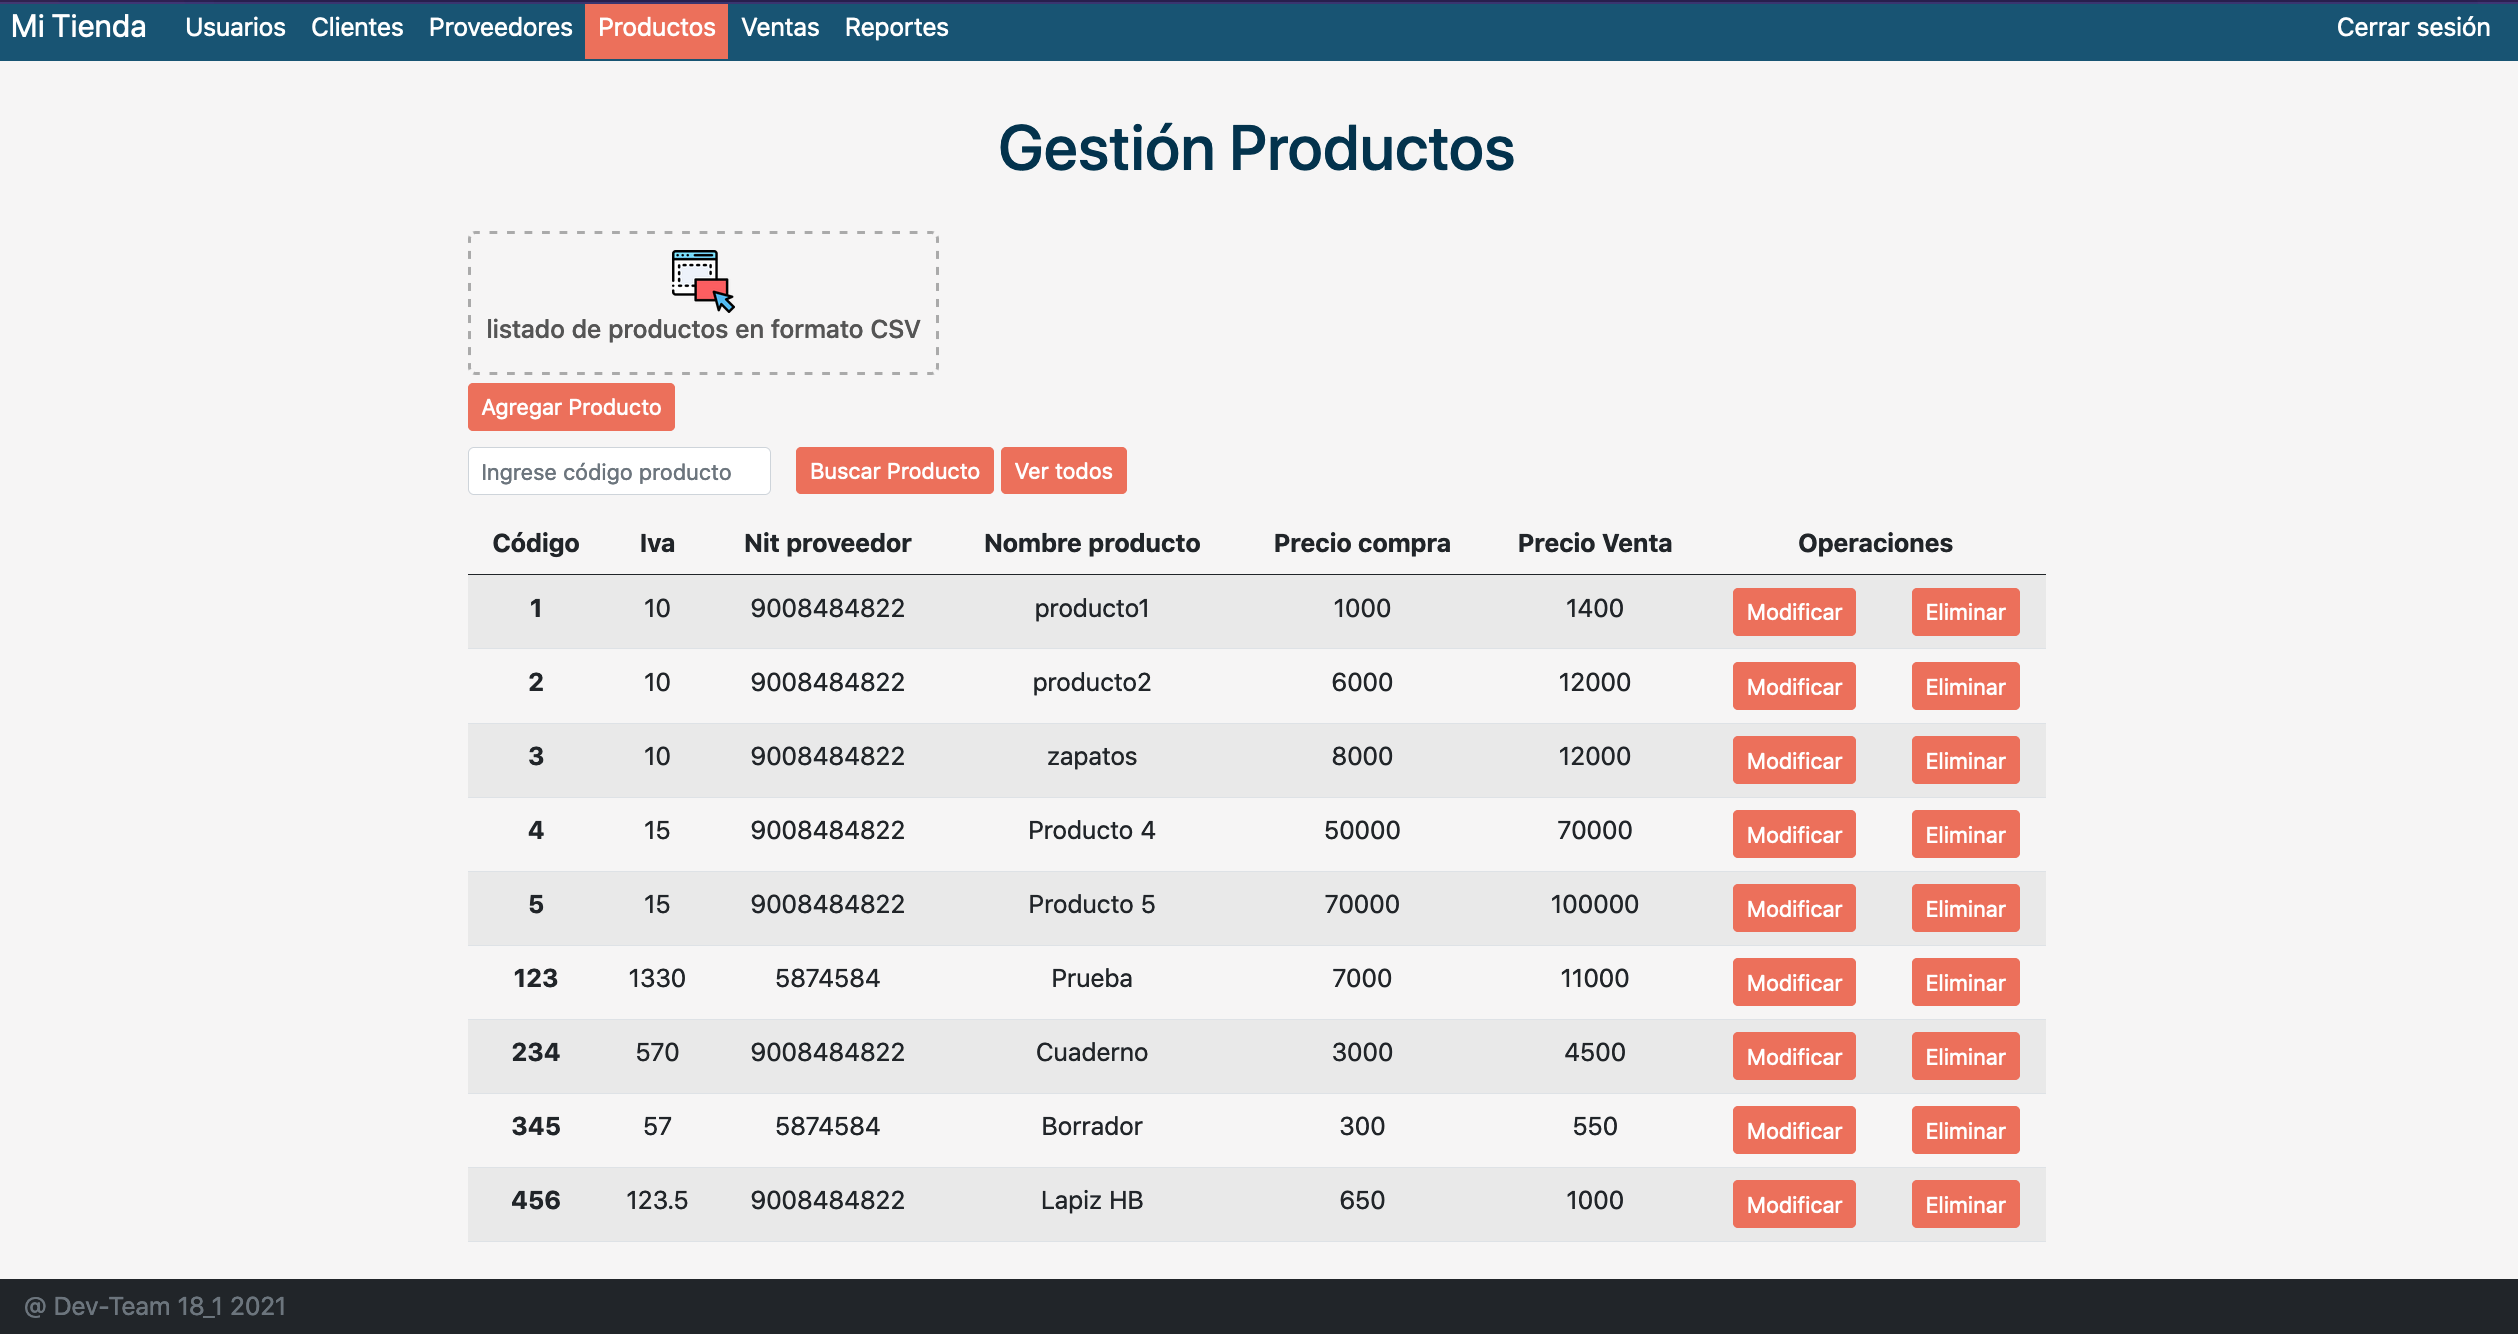 Mi Tienda Usuarios Clientes Proveedores Productos Ventas Reportes Cerrar sesión
Gestión Productos
listado de productos en formato CSV
Agregar Producto
Ingrese código producto Buscar Producto Ver todos
Código Iva Nit proveedor Nombre producto Precio compra Precio Venta Operaciones
1 10 9008484822 producto1 1000 1400 Modificar Eliminar
2 10 9008484822 producto2 6000 12000 Modificar Eliminar
3 10 9008484822 zapatos 8000 12000 Modificar Eliminar
4 15 9008484822 Producto 4 50000 70000 Modificar Eliminar
5 15 9008484822 Producto 5 70000 100000 Modificar Eliminar
123 1330 5874584 Prueba 7000 11000 Modificar Eliminar
234 570 9008484822 Cuaderno 3000 4500 Modificar Eliminar
345 57 5874584 Borrador 300 550 Modificar Eliminar
456 123.5 9008484822 Lapiz HB 650 1000 Modificar Eliminar
@ Dev-Team 18_1 2021